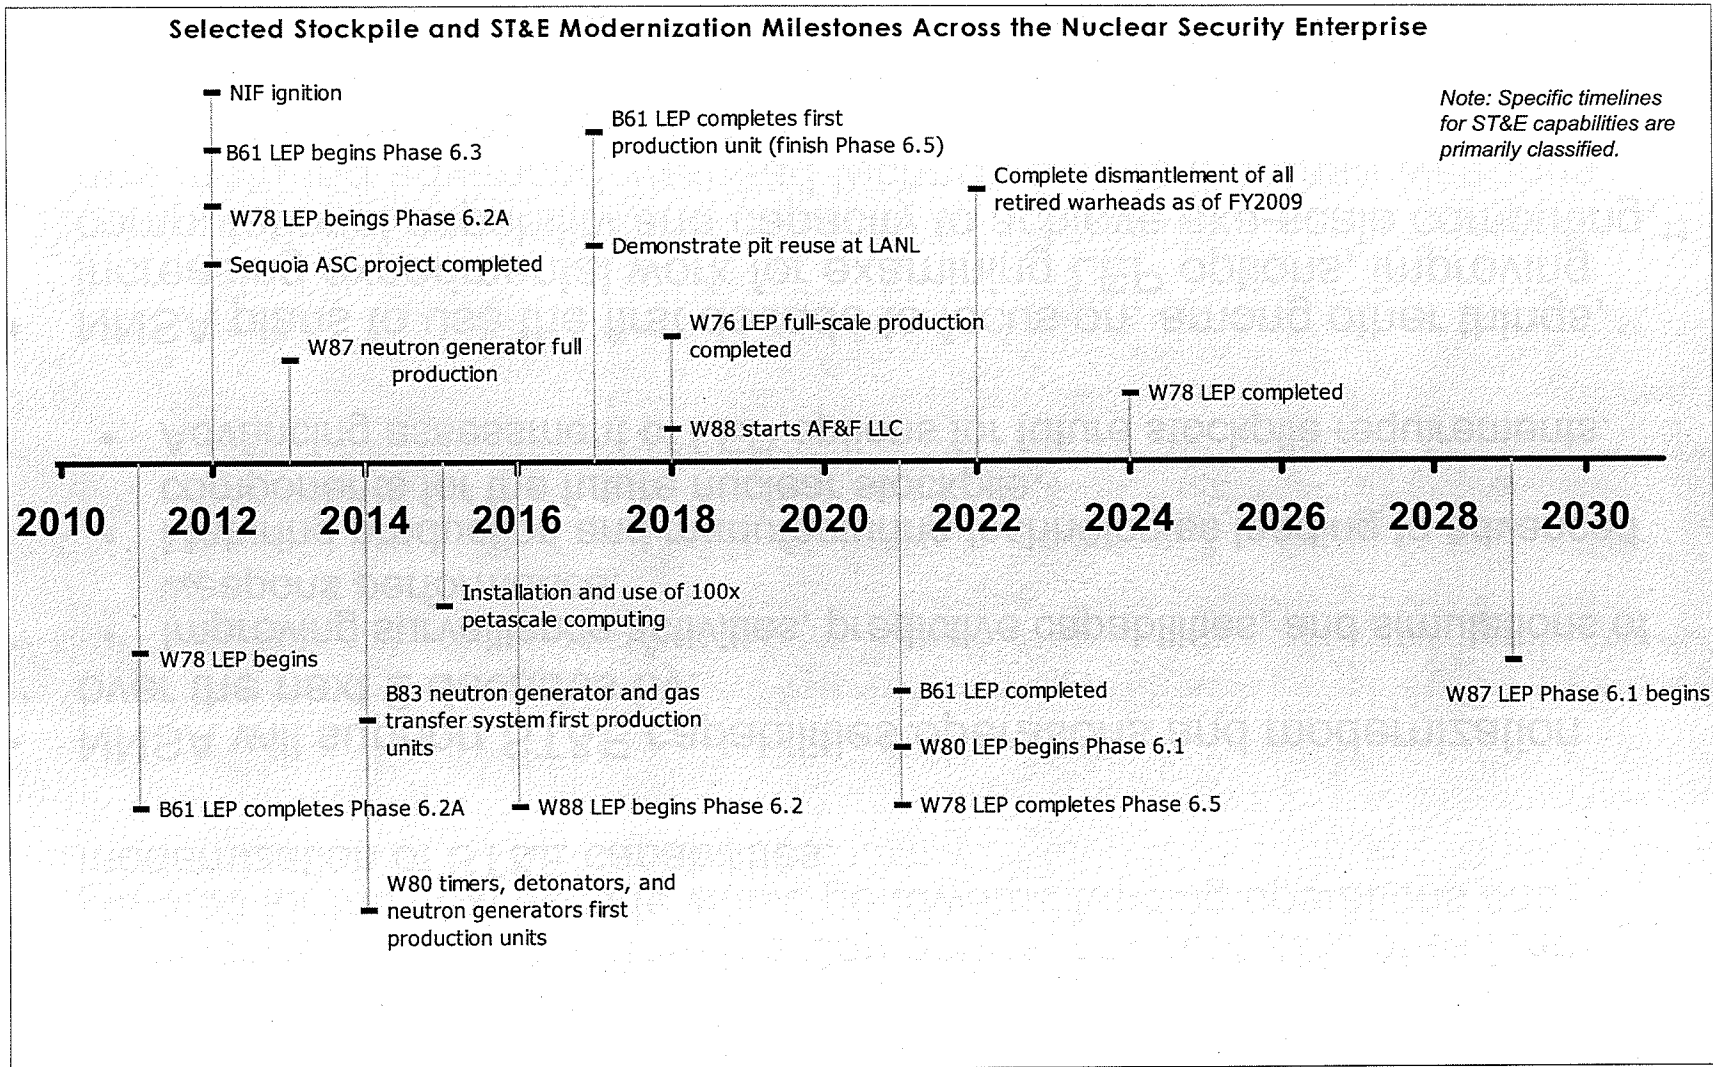 Selected Stockpile and ST&E Modernization Milestones Across the Nuclear Security Enterprise
Note: Specific timelines
for ST&E capabilities are
primarily classified.
NIF ignition
B61 LEP begins Phase 6.3
W78 LEP beings Phase 6.2A
Sequoia ASC project completed
W87 neutron generator full
production
B61 LEP completes first
production unit (finish Phase 6.5)
Demonstrate pit reuse at LANL
W76 LEP full-scale production
completed
W88 starts AF&F LLC
Complete dismantlement of all
retired warheads as of FY2009
W78 LEP completed
2010 2012 2014 2016 2018 2020 2022 2024 2026 2028 2030
W78 LEP begins
B61 LEP completes Phase 6.2A
B83 neutron generator and gas
transfer system first production
units
W80 timers, detonators, and
neutron generators first
production units
Installation and use of 100x
petascale computing
W88 LEP begins Phase 6.2
B61 LEP completed
W80 LEP begins Phase 6.1
W78 LEP completes Phase 6.5
W87 LEP Phase 6.1 begins